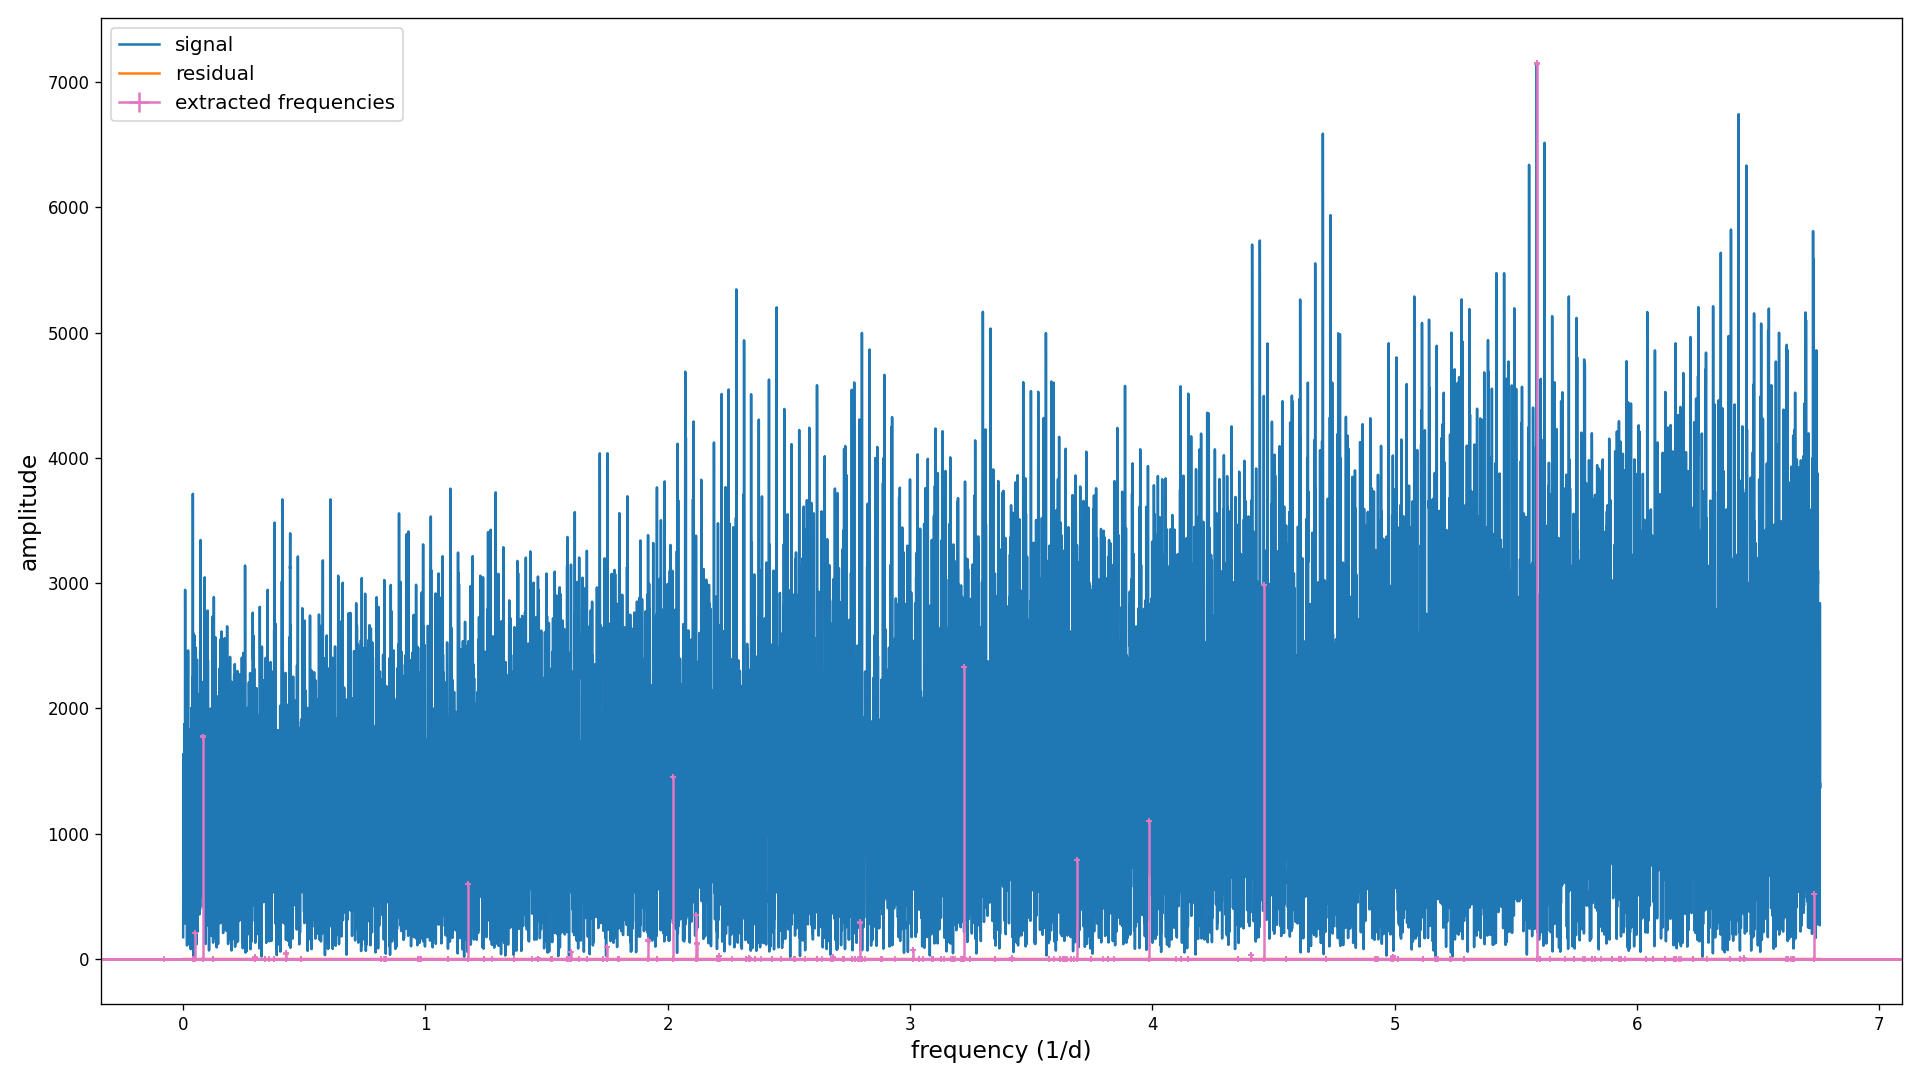 signal
residual
extracted frequencies
amplitude
7000
6000
5000
4000
3000
2000
1000
0
0 1 2 3 4 5 6 7
frequency (1/d)